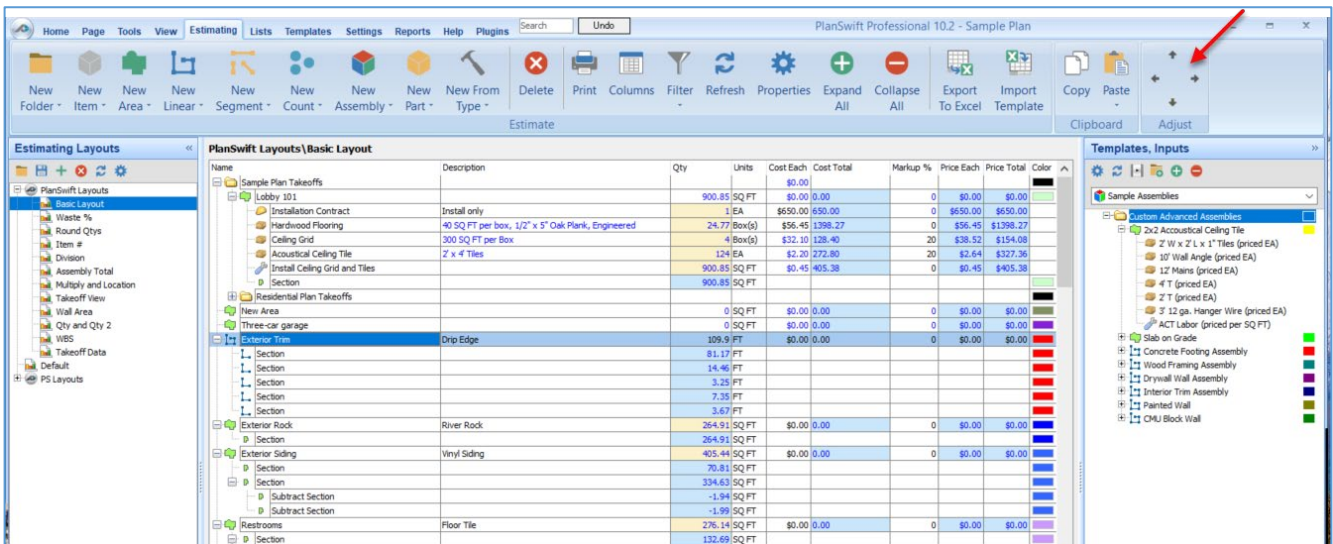 Home Page Tools View Estimating Lists Templates Settings Reports Help Plugins Search Undo PlanSwift Professional 10.2 - Sample Plan
New Folder New Item New Area New Linear New Segment New Count New Assembly New Part New From Type Delete Print Columns Filter Refresh Properties Expand All Collapse All Export To Excel Import Template Copy Paste
Estimate Clipboard Adjust
Estimating Layouts
PlanSwift Layouts
Basic Layout
Waste %
Round Qtys
Item #
Division
Assembly Total
Multiply and Location
Takeoff View
Wall Area
Qty and Qty 2
WBS
Takeoff Data
Default
PS Layouts
PlanSwift Layouts\Basic Layout
Name Description Qty Units Cost Each Cost Total Markup % Price Each Price Total Color
Sample Plan Takeoffs $0.00
Lobby 101 900.85 SQ FT $0.00 0.00 0 $0.00 $0.00
Installation Contract Install only 1 EA $650.00 650.00 0 $650.00 $650.00
Hardwood Flooring 40 SQ FT per box, 1/2" x 5" Oak Plank, Engineered 24.77 Box(s) $56.45 1398.27 0 $56.45 $1398.27
Ceiling Grid 300 SQ FT per Box 4 Box(s) $32.10 128.40 20 $38.52 $154.08
Acoustical Ceiling Tile 2' x 4' Tiles 124 EA $2.20 272.80 20 $2.64 $327.36
Install Ceiling Grid and Tiles 900.85 SQ FT $0.45 405.38 0 $0.45 $405.38
Section 900.85 SQ FT
Residential Plan Takeoffs
New Area 0 SQ FT $0.00 0.00 0 $0.00 $0.00
Three-car garage 0 SQ FT $0.00 0.00 0 $0.00 $0.00
Exterior Trim Drip Edge 109.9 FT $0.00 0.00 0 $0.00 $0.00
Section 81.17 FT
Section 14.46 FT
Section 3.25 FT
Section 7.35 FT
Section 3.67 FT
Exterior Rock River Rock 264.91 SQ FT $0.00 0.00 0 $0.00 $0.00
Section 264.91 SQ FT
Exterior Siding Vinyl Siding 405.44 SQ FT $0.00 0.00 0 $0.00 $0.00
Section 70.81 SQ FT
Section 334.63 SQ FT
Subtract Section -1.94 SQ FT
Subtract Section -1.99 SQ FT
Restrooms Floor Tile 276.14 SQ FT $0.00 0.00 0 $0.00 $0.00
Section 132.69 SQ FT
Templates, Inputs
Sample Assemblies
Custom Advanced Assemblies
2x2 Accoustical Ceiling Tile
2' W x 2' L x 1" Tiles (priced EA)
10' Wall Angle (priced EA)
12' Mains (priced EA)
4' T (priced EA)
2' T (priced EA)
3' 12 ga. Hanger Wire (priced EA)
ACT Labor (priced per SQ FT)
Slab on Grade
Concrete Footing Assembly
Wood Framing Assembly
Drywall Wall Assembly
Interior Trim Assembly
Painted Wall
CMU Block Wall